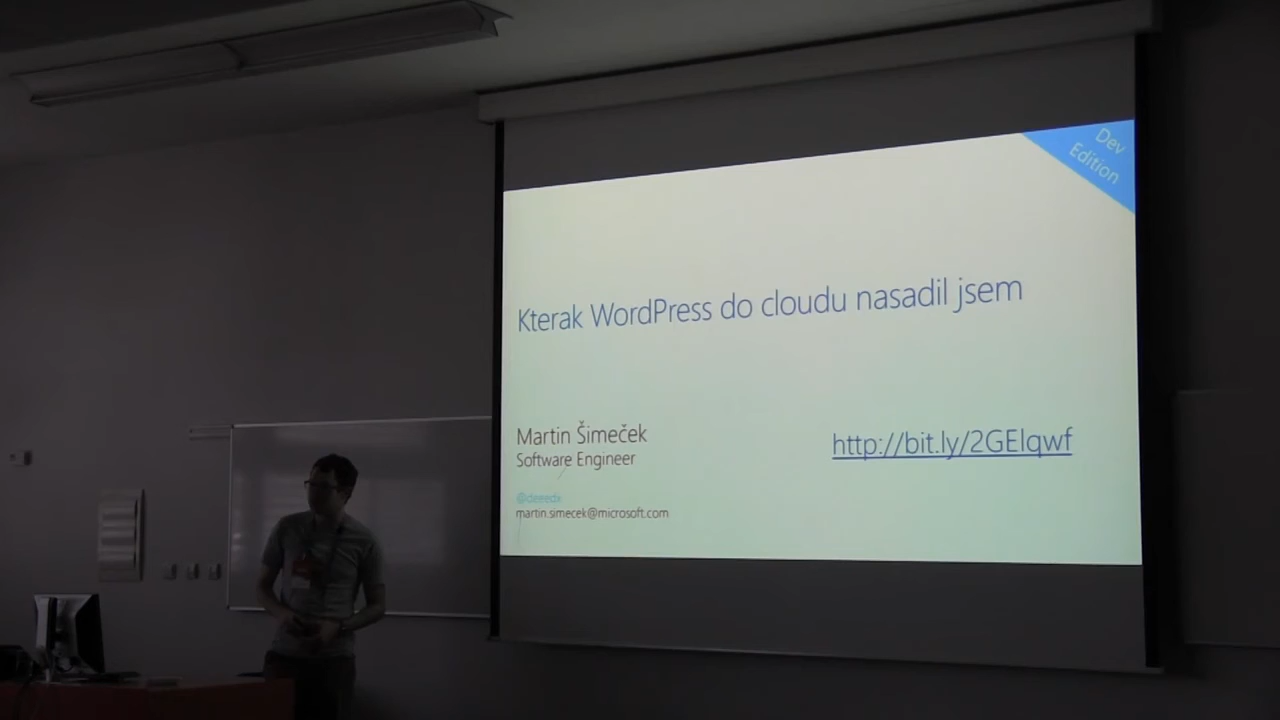 Dev
Edition
Kterak WordPress do cloudu nasadil jsem
Martin Šimeček
Software Engineer
http://bit.ly/2GElqwf
@deeedx
martin.simecek@microsoft.com